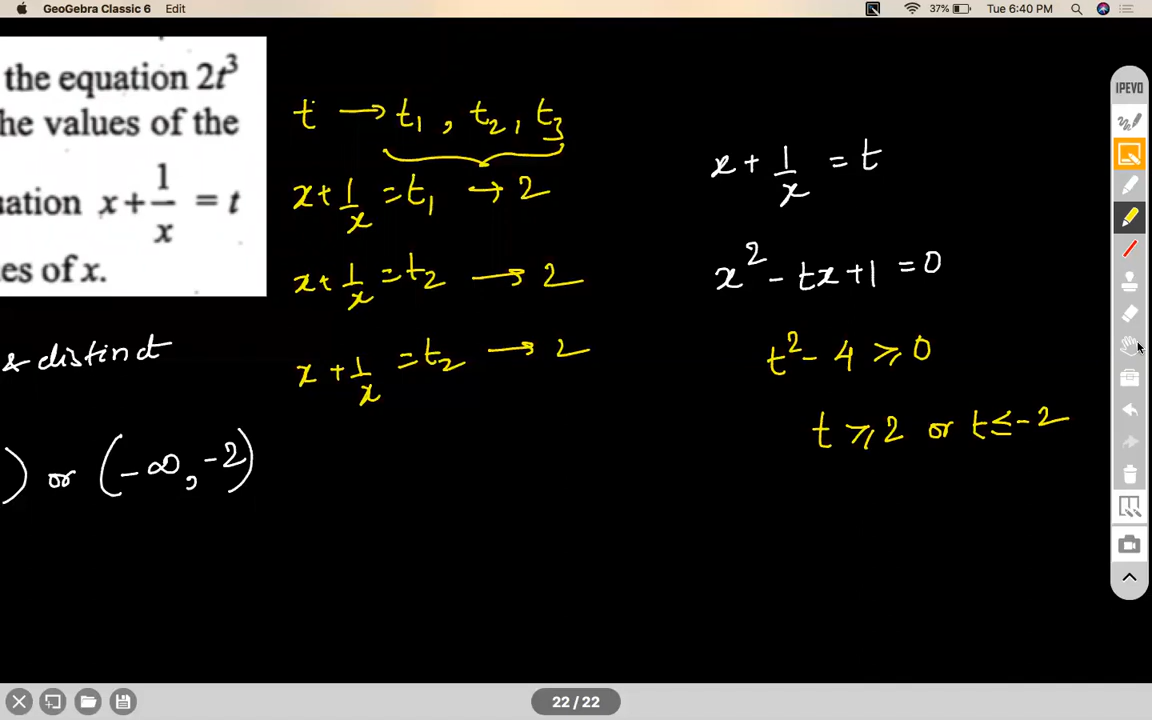 GeoGebra Classic 6 Edit 37% Tue 6:40 PM
the equation 2t³
he values of the
ation x + 1/x = t
es of x.
& distinct
) or (-∞, -2)
t → t₁, t₂, t₃
x + 1/x = t₁ → 2
x + 1/x = t₂ → 2
x + 1/x = t₂ → 2
x + 1/x = t
x² - tx + 1 = 0
t² - 4 ≥ 0
t ≥ 2 or t ≤ -2
IPEVO
22 / 22